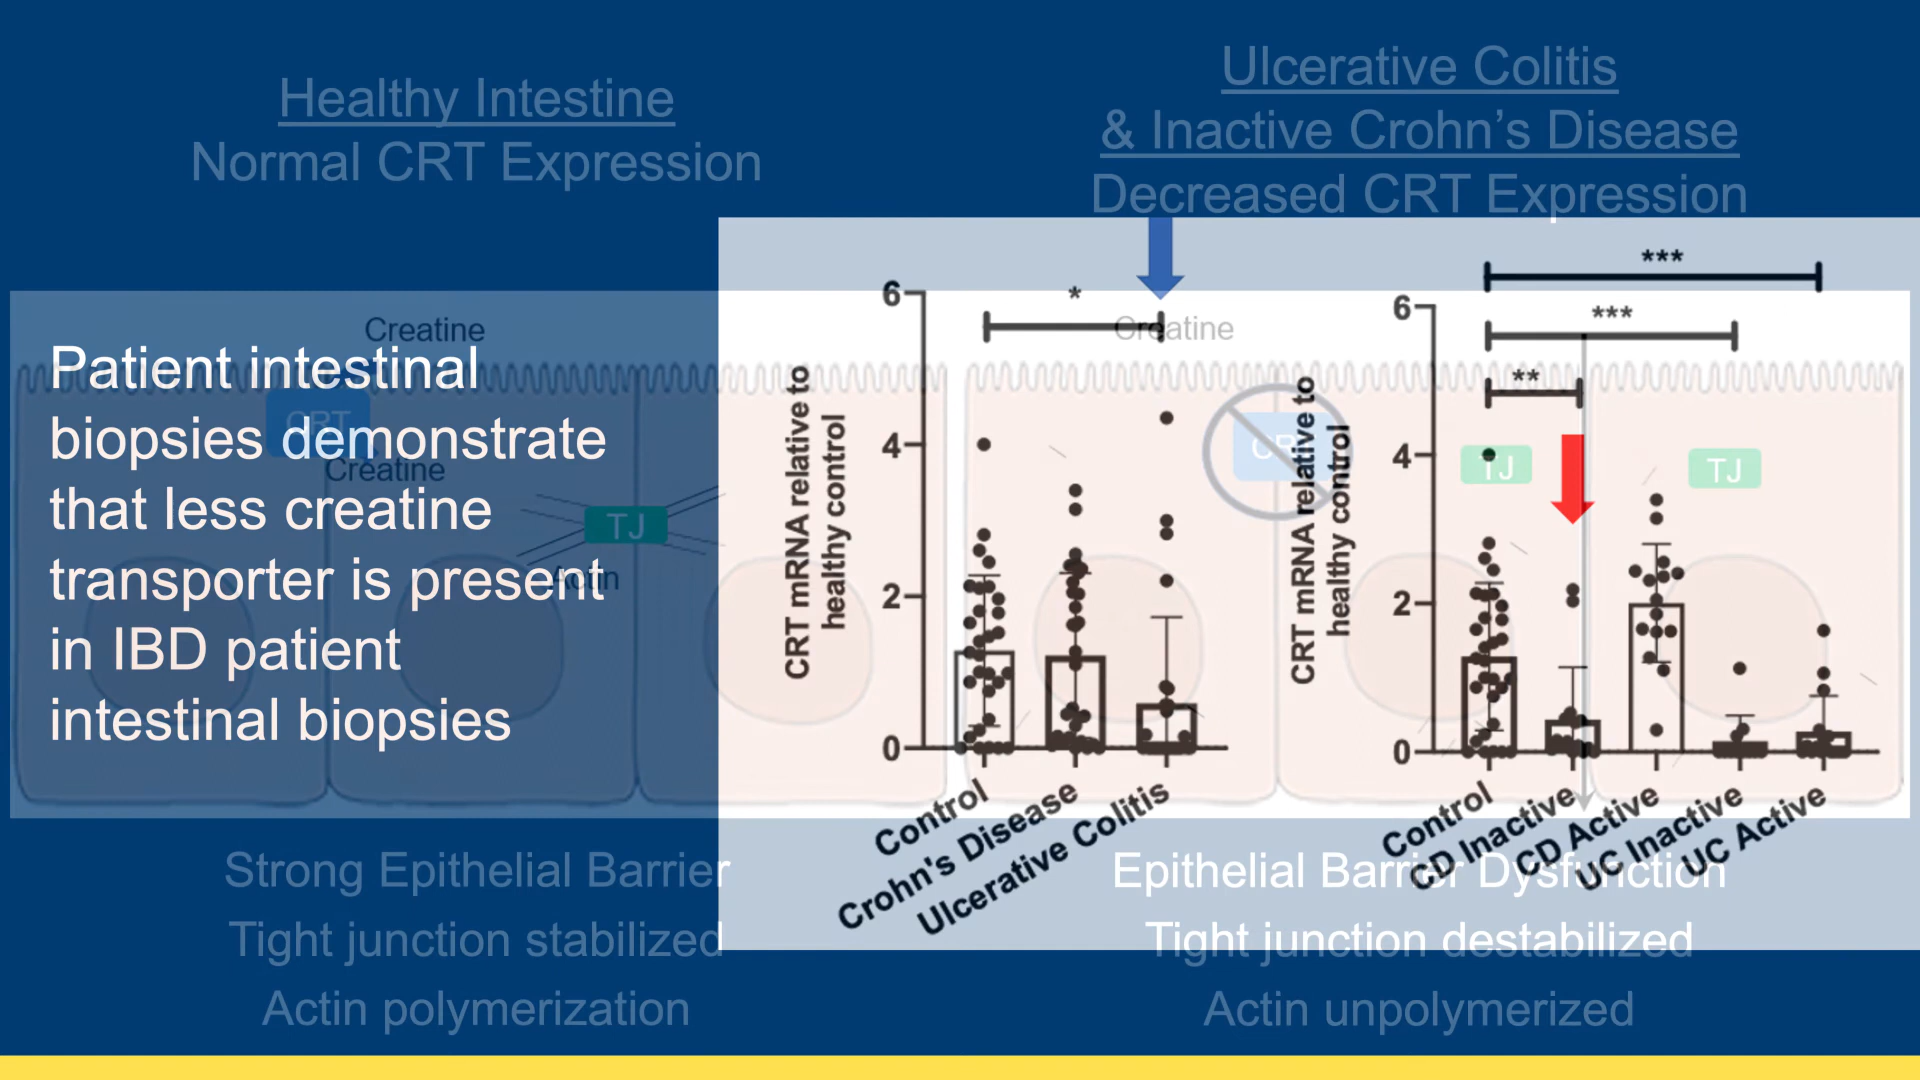 Healthy Intestine
Normal CRT Expression
Ulcerative Colitis
& Inactive Crohn's Disease
Decreased CRT Expression
Creatine
CRT
Creatine
TJ
Actin
Patient intestinal
biopsies demonstrate
that less creatine
transporter is present
in IBD patient
intestinal biopsies
CRT mRNA relative to
healthy control
6
4
2
0
*
Control
Crohn's Disease
Ulcerative Colitis
Creatine
TJ
TJ
CRT mRNA relative to
healthy control
6
4
2
0
***
***
**
Control
CD Inactive
CD Active
UC Inactive
UC Active
Strong Epithelial Barrier
Tight junction stabilized
Actin polymerization
Epithelial Barrier Dysfunction
Tight junction destabilized
Actin unpolymerized